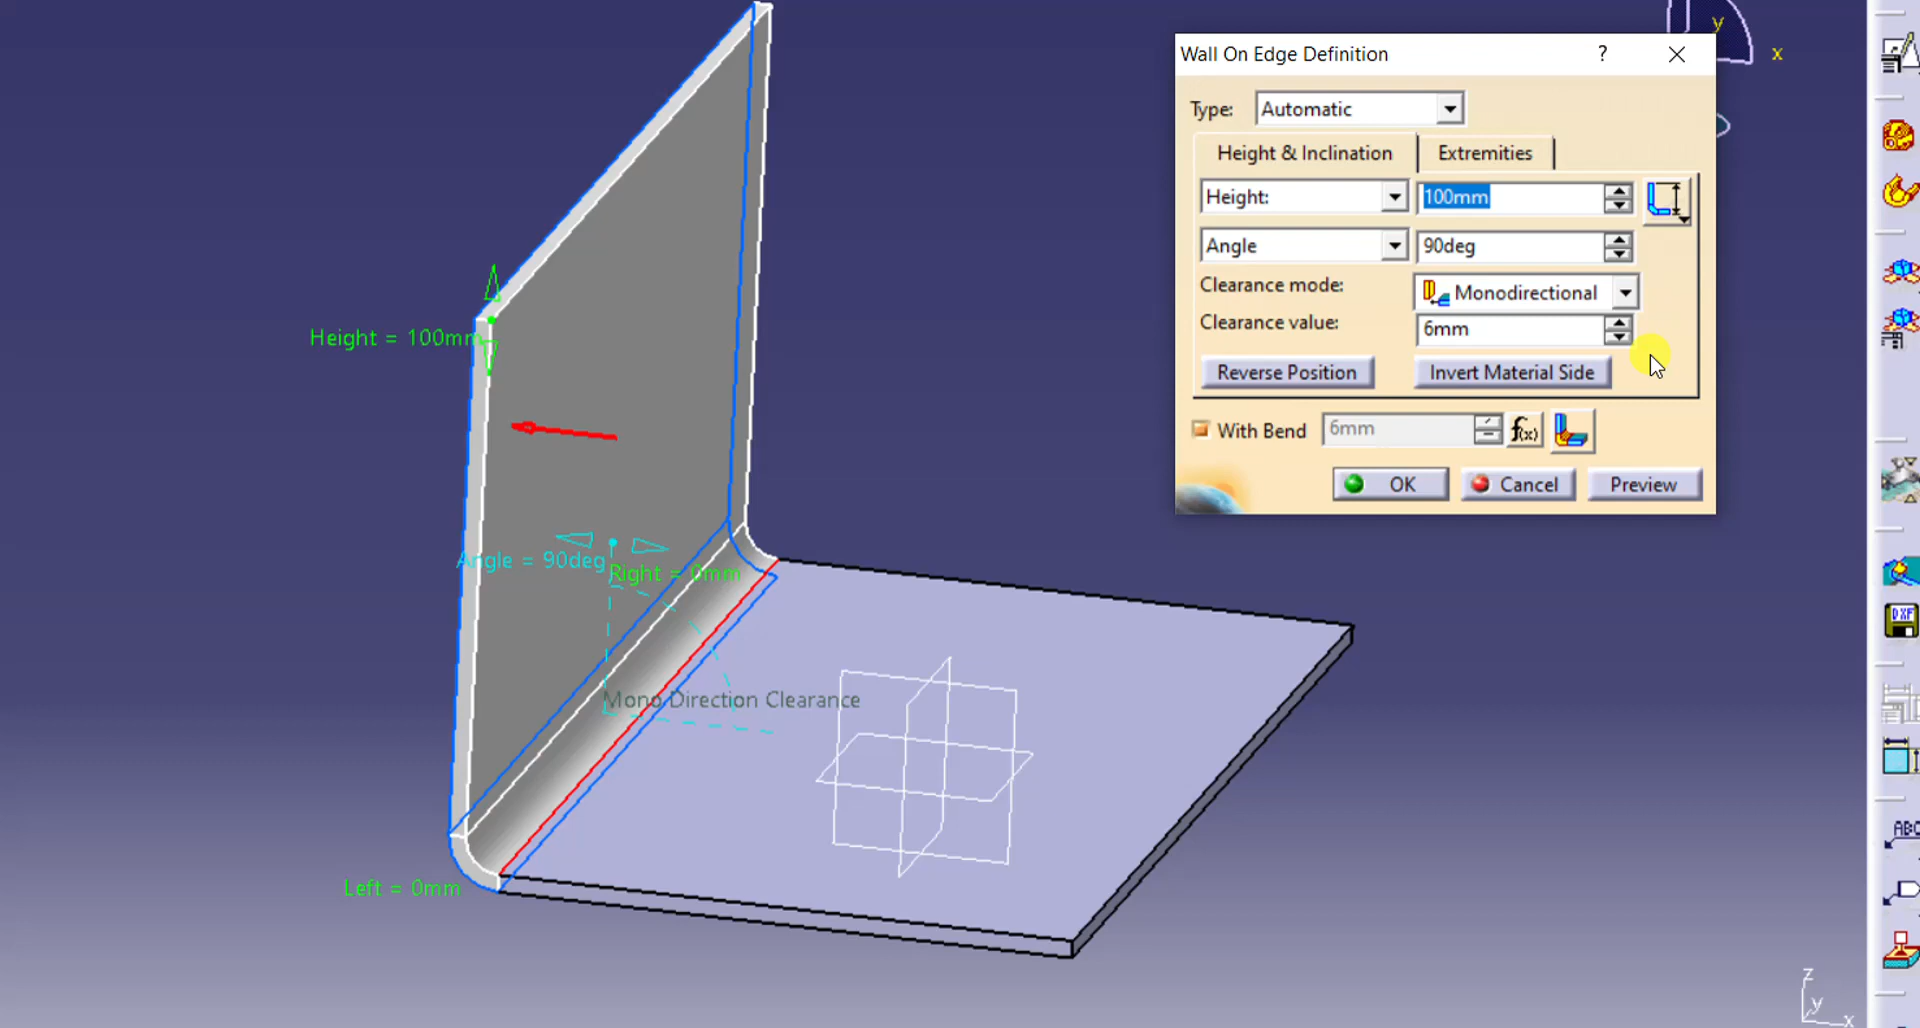 y
x
Wall On Edge Definition
?
Type: Automatic
Height & Inclination Extremities
Height: 100mm
Angle 90deg
Clearance mode: Monodirectional
Clearance value: 6mm
Reverse Position Invert Material Side
With Bend 6mm f(x)
OK Cancel Preview
Height = 100mm
Angle = 90deg
Right = 0mm
Mono Direction Clearance
Left = 0mm
DXF
ABC
z
y
x